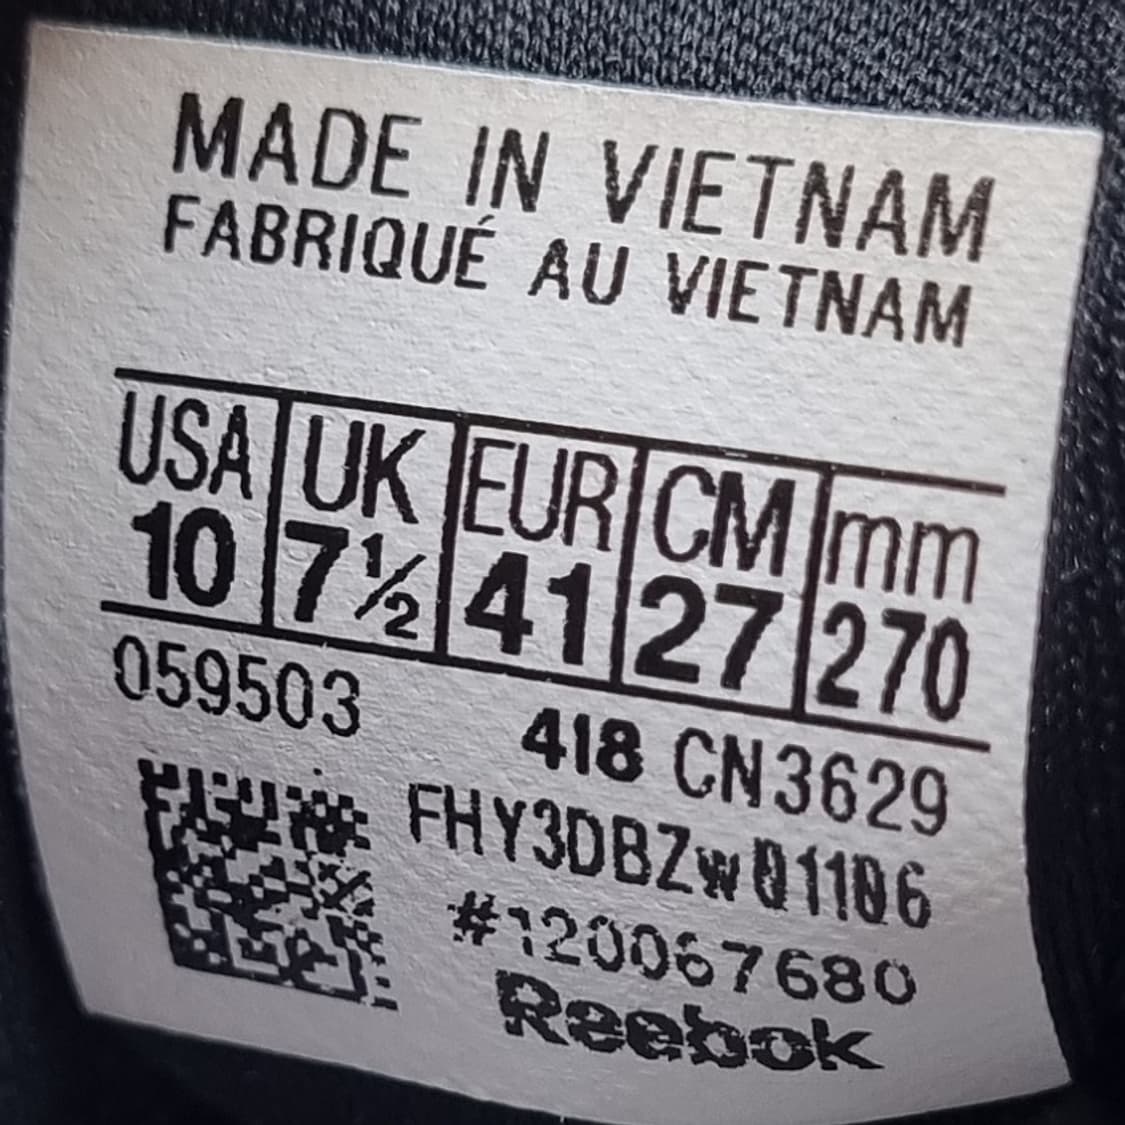 MADE IN VIETNAM
FABRIQUÉ AU VIETNAM
USA UK EUR CM mm
10 7½ 41 27 270
059503
418 CN3629
FHY3DBZw01106
#120067680
Reebok